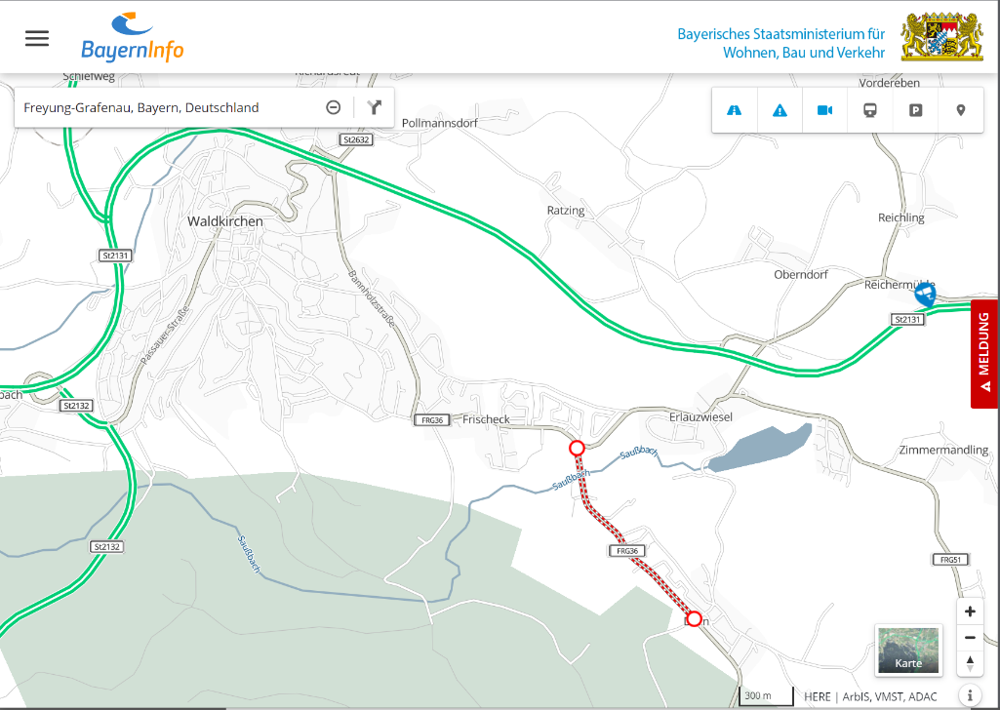 BayernInfo
Bayerisches Staatsministerium für
Wohnen, Bau und Verkehr
Schiefweg
Richardsreut
Vordereben
Freyung-Grafenau, Bayern, Deutschland
P
Pollmannsdorf
St2632
Ratzing
Waldkirchen
Reichling
St2131
Oberndorf
Reichermühle
Bannholzstraße
St2131
Passauer-Straße
MELDUNG
bach
St2132
FRG36
Frischeck
Erlauzwiesel
Saußbach
Zimmermandling
Saußbach
St2132
Saußbach
FRG36
FRG51
+
−
Karte
300 m
HERE | ArbIS, VMST, ADAC
i